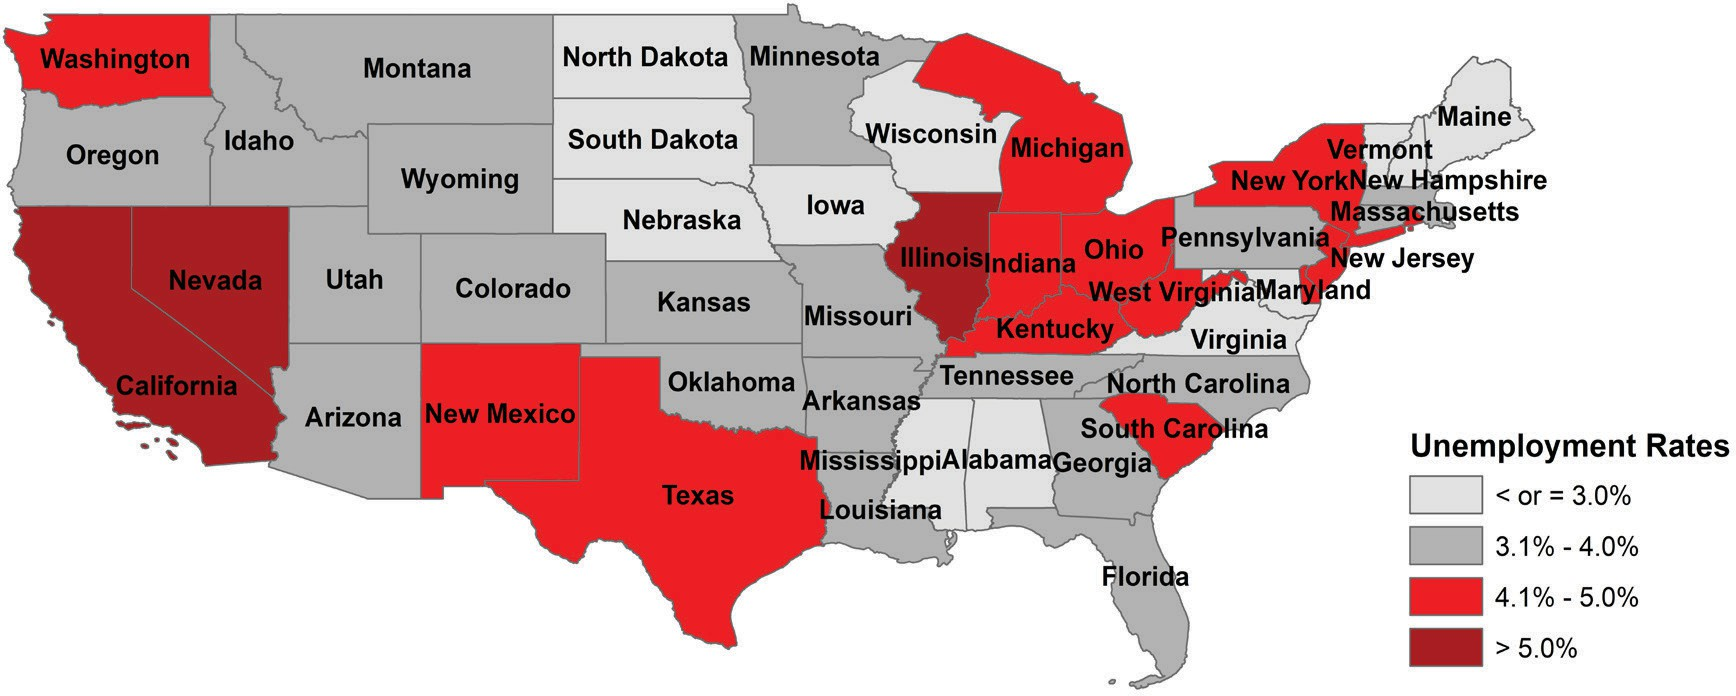 Washington
Montana
North Dakota
Minnesota
Maine
Oregon
Idaho
South Dakota
Wisconsin
Michigan
Vermont
Wyoming
New York
New Hampshire
Nebraska
Iowa
Massachusetts
Nevada
Utah
Colorado
Kansas
Missouri
Illinois
Indiana
Ohio
Pennsylvania
New Jersey
West Virginia
Maryland
Kentucky
Virginia
California
Arizona
New Mexico
Oklahoma
Arkansas
Tennessee
North Carolina
South Carolina
Texas
Mississippi
Alabama
Georgia
Louisiana
Florida
Unemployment Rates
< or = 3.0%
3.1% - 4.0%
4.1% - 5.0%
> 5.0%